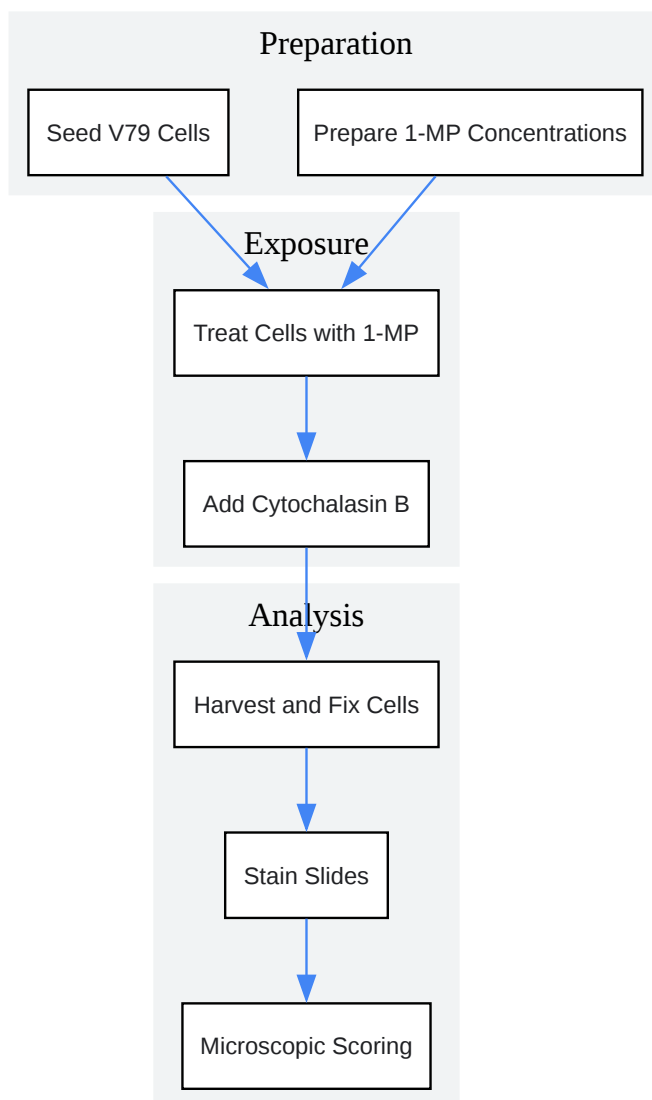 Preparation
Seed V79 Cells
Prepare 1-MP Concentrations
Exposure
Treat Cells with 1-MP
Add Cytochalasin B
Analysis
Harvest and Fix Cells
Stain Slides
Microscopic Scoring